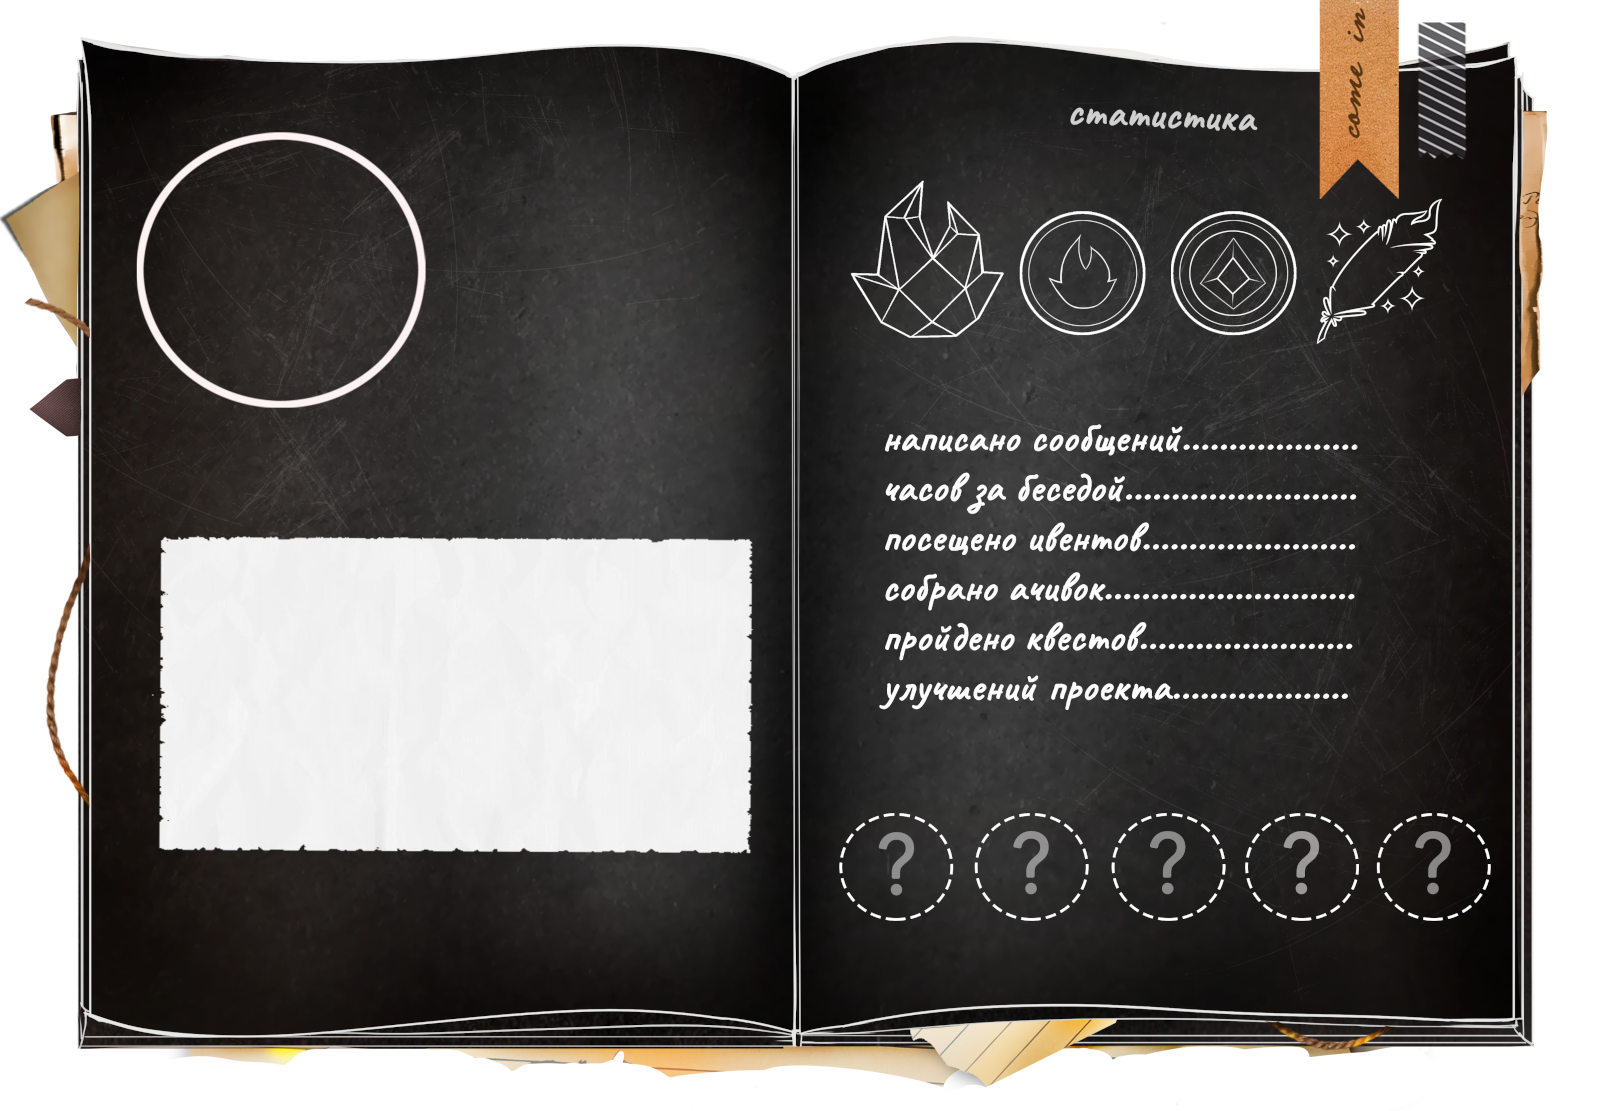 come in
статистика
написано сообщений...................
часов за беседой.........................
посещено ивентов.......................
собрано ачивок...........................
пройдено квестов.......................
улучшений проекта...................
? ? ? ? ?